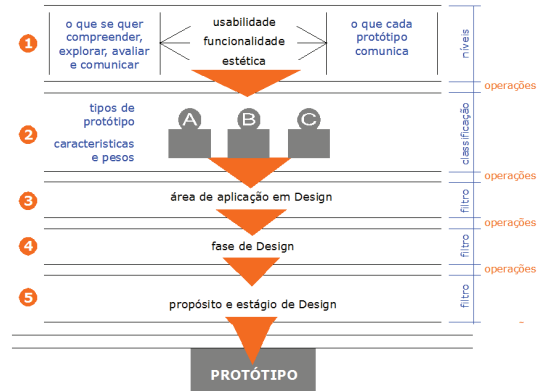 1
o que se quer
compreender,
explorar, avaliar
e comunicar
usabilidade
funcionalidade
estética
o que cada
protótipo
comunica
níveis
operações
2
tipos de
protótipo
características
e pesos
A
B
C
classificação
operações
3
área de aplicação em Design
filtro
operações
4
fase de Design
filtro
operações
5
propósito e estágio de Design
filtro
PROTÓTIPO